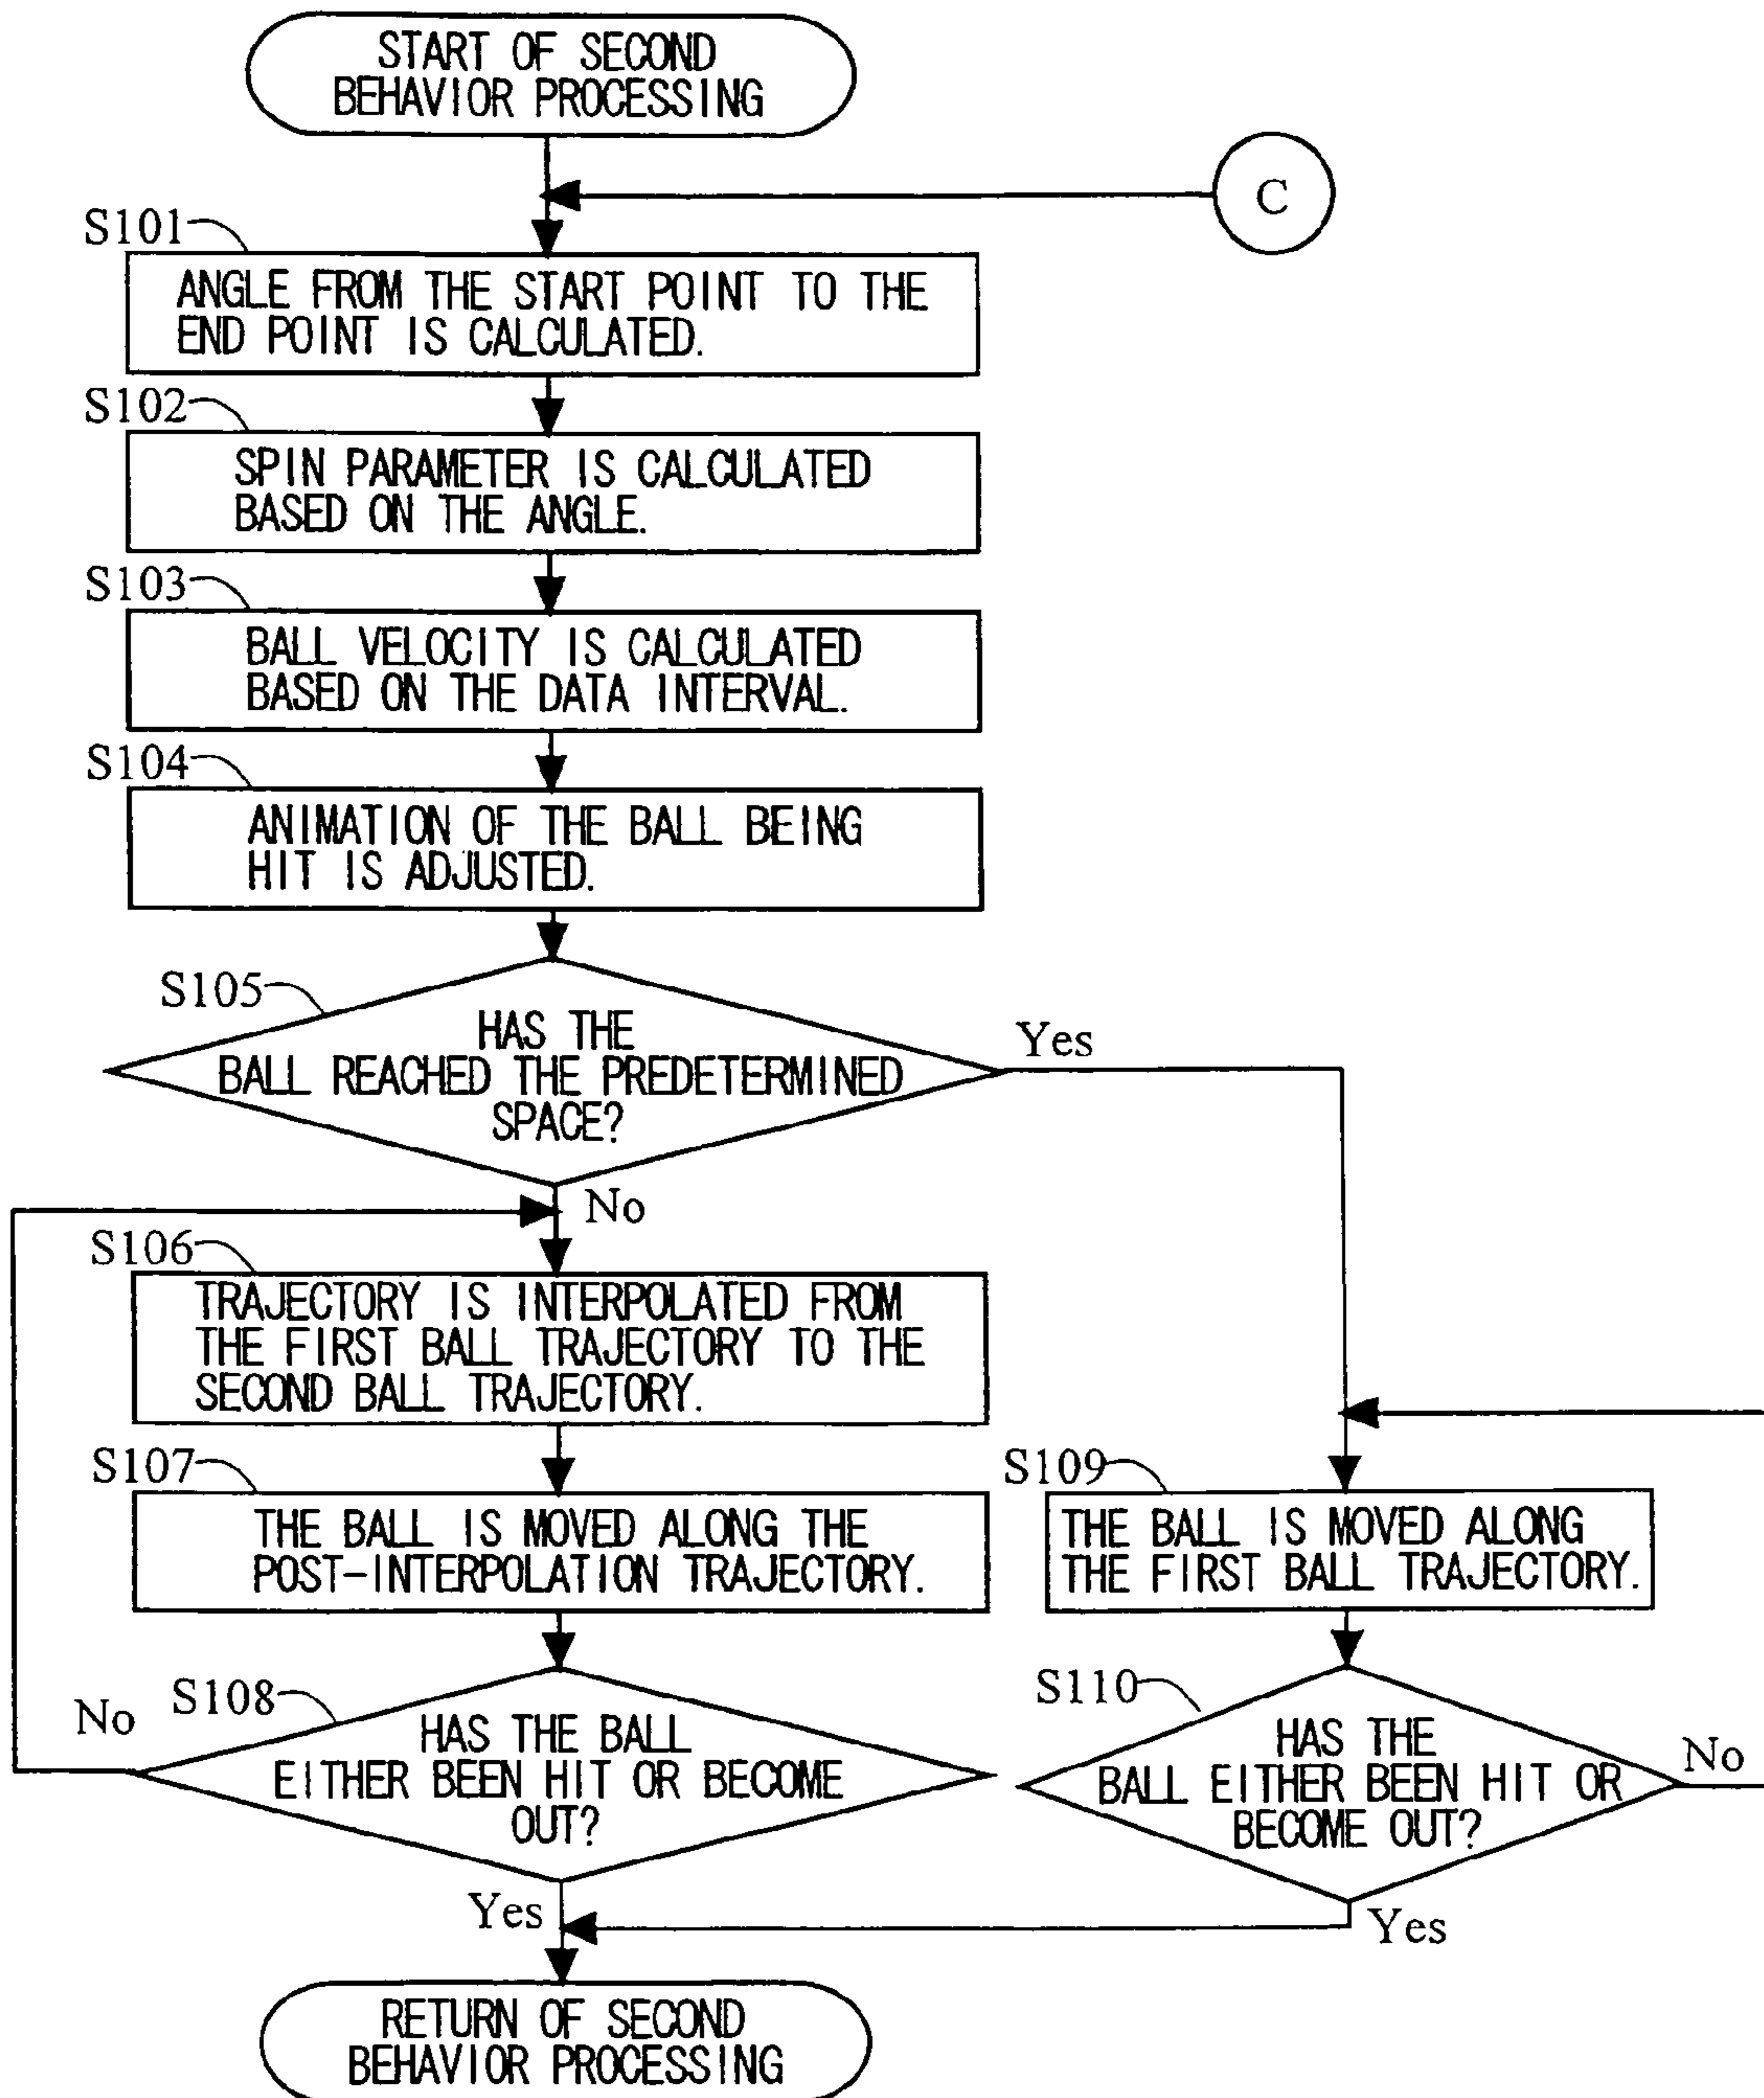 START OF SECOND
BEHAVIOR PROCESSING
C
S101
ANGLE FROM THE START POINT TO THE
END POINT IS CALCULATED.
S102
SPIN PARAMETER IS CALCULATED
BASED ON THE ANGLE.
S103
BALL VELOCITY IS CALCULATED
BASED ON THE DATA INTERVAL.
S104
ANIMATION OF THE BALL BEING
HIT IS ADJUSTED.
S105
HAS THE
BALL REACHED THE PREDETERMINED
SPACE?
Yes
No
S106
TRAJECTORY IS INTERPOLATED FROM
THE FIRST BALL TRAJECTORY TO THE
SECOND BALL TRAJECTORY.
S107
THE BALL IS MOVED ALONG THE
POST-INTERPOLATION TRAJECTORY.
S109
THE BALL IS MOVED ALONG
THE FIRST BALL TRAJECTORY.
S108
No
HAS THE BALL
EITHER BEEN HIT OR BECOME
OUT?
Yes
S110
HAS THE
BALL EITHER BEEN HIT OR
BECOME OUT?
No
Yes
RETURN OF SECOND
BEHAVIOR PROCESSING